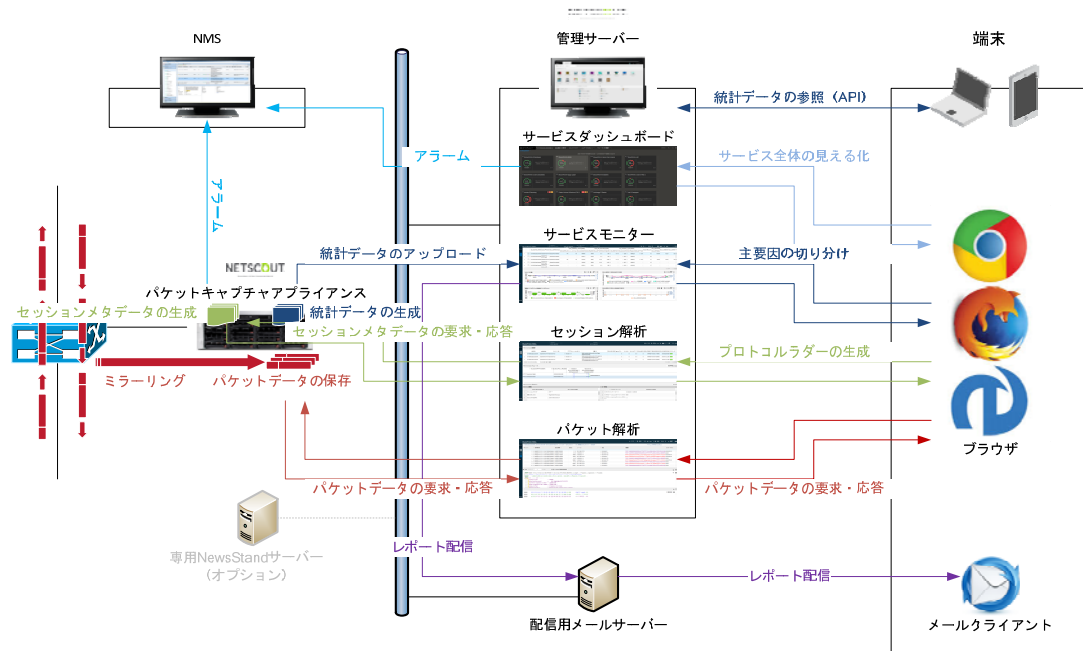 NMS
管理サーバー
端末
統計データの参照（API）
サービスダッシュボード
アラーム
サービス全体の見える化
アラーム
サービスモニター
統計データのアップロード
主要因の切り分け
NETSCOUT
パケットキャプチャアプライアンス
セッションメタデータの生成
統計データの生成
セッションメタデータの要求・応答
セッション解析
プロトコルラダーの生成
ミラーリング
パケットデータの保存
パケット解析
ブラウザ
パケットデータの要求・応答
パケットデータの要求・応答
専用NewsStandサーバー
（オプション）
レポート配信
レポート配信
配信用メールサーバー
メールクライアント